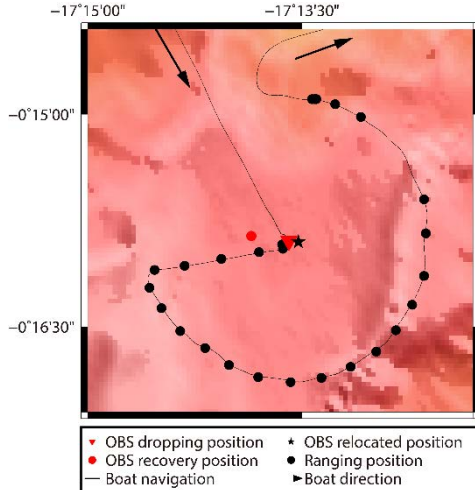 −17°15'00" −17°13'30"
−0°15'00"
−0°16'30"
OBS dropping position OBS relocated position
OBS recovery position Ranging position
Boat navigation Boat direction